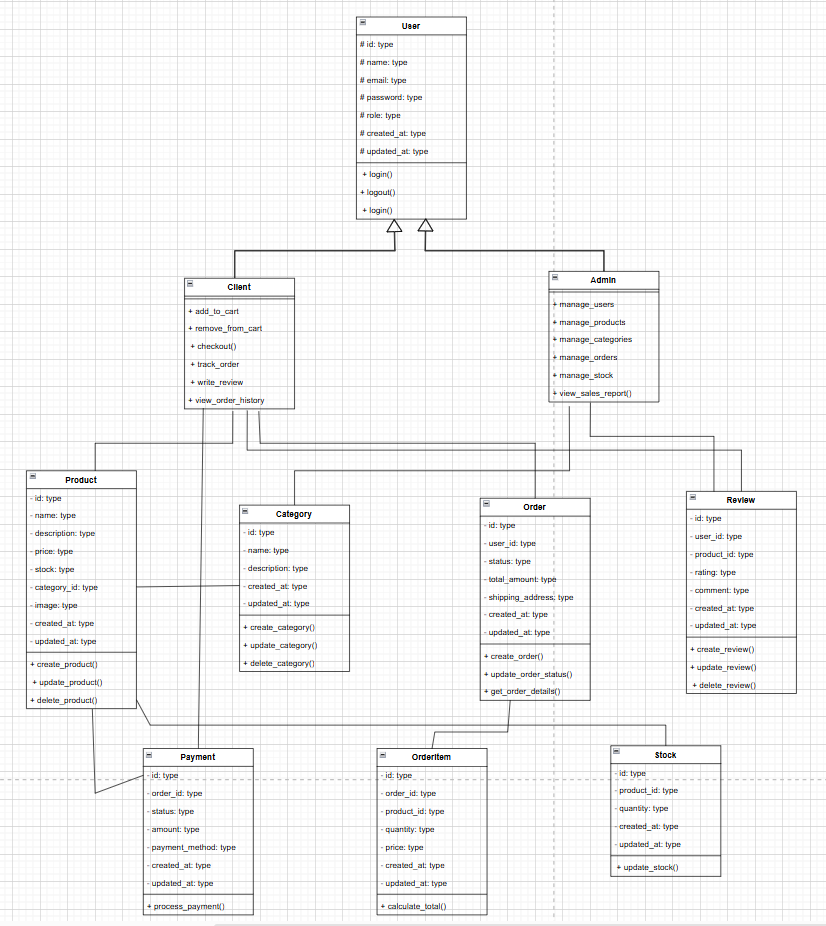 User
# id: type
# name: type
# email: type
# password: type
# role: type
# created_at: type
# updated_at: type
+ login()
+ logout()
+ login()
Client
+ add_to_cart
+ remove_from_cart
+ checkout()
+ track_order
+ write_review
+ view_order_history
Admin
+ manage_users
+ manage_products
+ manage_categories
+ manage_orders
+ manage_stock
+ view_sales_report()
Product
- id: type
- name: type
- description: type
- price: type
- stock: type
- category_id: type
- image: type
- created_at: type
- updated_at: type
+ create_product()
+ update_product()
+ delete_product()
Category
- id: type
- name: type
- description: type
- created_at: type
- updated_at: type
+ create_category()
+ update_category()
+ delete_category()
Order
- id: type
- user_id: type
- status: type
- total_amount: type
- shipping_address: type
- created_at: type
- updated_at: type
+ create_order()
+ update_order_status()
+ get_order_details()
Review
- id: type
- user_id: type
- product_id: type
- rating: type
- comment: type
- created_at: type
- updated_at: type
+ create_review()
+ update_review()
+ delete_review()
Payment
- id: type
- order_id: type
- status: type
- amount: type
- payment_method: type
- created_at: type
- updated_at: type
+ process_payment()
OrderItem
- id: type
- order_id: type
- product_id: type
- quantity: type
- price: type
- created_at: type
- updated_at: type
+ calculate_total()
Stock
- id: type
- product_id: type
- quantity: type
- created_at: type
- updated_at: type
+ update_stock()